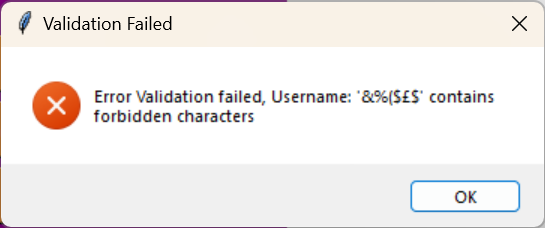 Validation Failed
Error Validation failed, Username: '&%($£$' contains
forbidden characters
OK